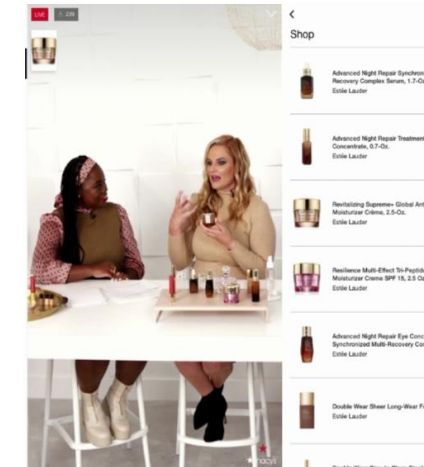 LIVE
Shop
Advanced Night Repair Synchron
Recovery Complex Serum, 1.7-Oz
Estée Lauder
Advanced Night Repair Treatment
Concentrate, 0.7-Oz.
Estée Lauder
Revitalizing Supreme+ Global Ant
Moisturizer Crème, 2.5-Oz.
Estée Lauder
Resilience Multi-Effect Tri-Peptide
Moisturizer Creme SPF 15, 2.5 Oz
Estée Lauder
Advanced Night Repair Eye Conc
Synchronized Multi-Recovery Co
Estée Lauder
Double Wear Sheer Long-Wear F
Estée Lauder
macys